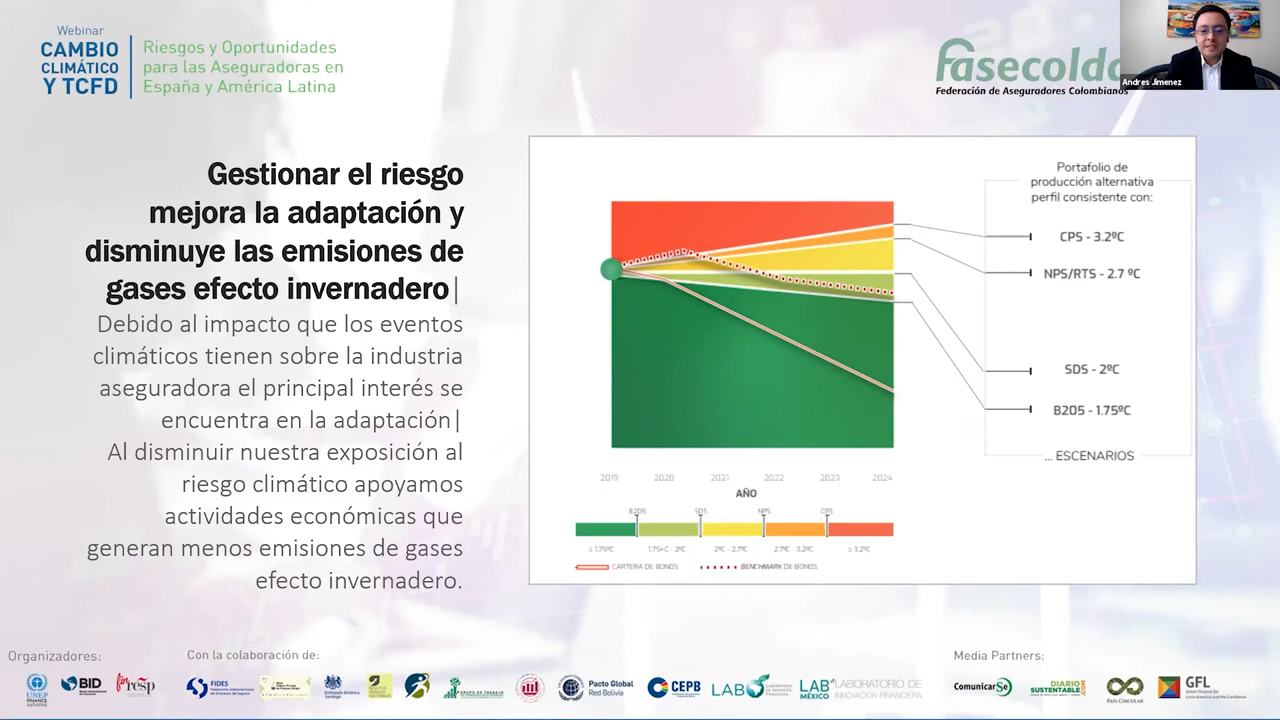 Webinar
CAMBIO
CLIMÁTICO
Y TCFD
Riesgos y Oportunidades
para las Aseguradoras en
España y América Latina
fasecolda
Federación de Aseguradores Colombianos
Andres Jimenez
Gestionar el riesgo
mejora la adaptación y
disminuye las emisiones de
gases efecto invernadero|
Debido al impacto que los eventos
climáticos tienen sobre la industria
aseguradora el principal interés se
encuentra en la adaptación|
Al disminuir nuestra exposición al
riesgo climático apoyamos
actividades económicas que
generan menos emisiones de gases
efecto invernadero.
Portafolio de
producción alternativa
perfil consistente con:
CPS - 3.2ºC
NPS/RTS - 2.7 ºC
SDS - 2ºC
B2O5 - 1.75ºC
... ESCENARIOS
2019 2020 2021 2022 2023 2024
AÑO
B2DS SDS NPS CPS
≤ 1.75ºC 1.75ºC - 2ºC 2ºC - 2.7ºC 2.7ºC - 3.2ºC ≥ 3.2ºC
CARTERA DE BONOS BENCHMARK DE BONOS
Organizadores:
Con la colaboración de:
Media Partners:
UNEP
FINANCE
INITIATIVE
BID
FIDES
GRUPO DE TRABAJO
Pacto Global
Red Bolivia
CEPB
LAB
LAB
MÉXICO
LABORATORIO DE
INNOVACIÓN FINANCIERA
ComunicarSe
DIARIO
SUSTENTABLE
PAÍS CIRCULAR
GFL
Green Finance for
Latin America and the Caribbean